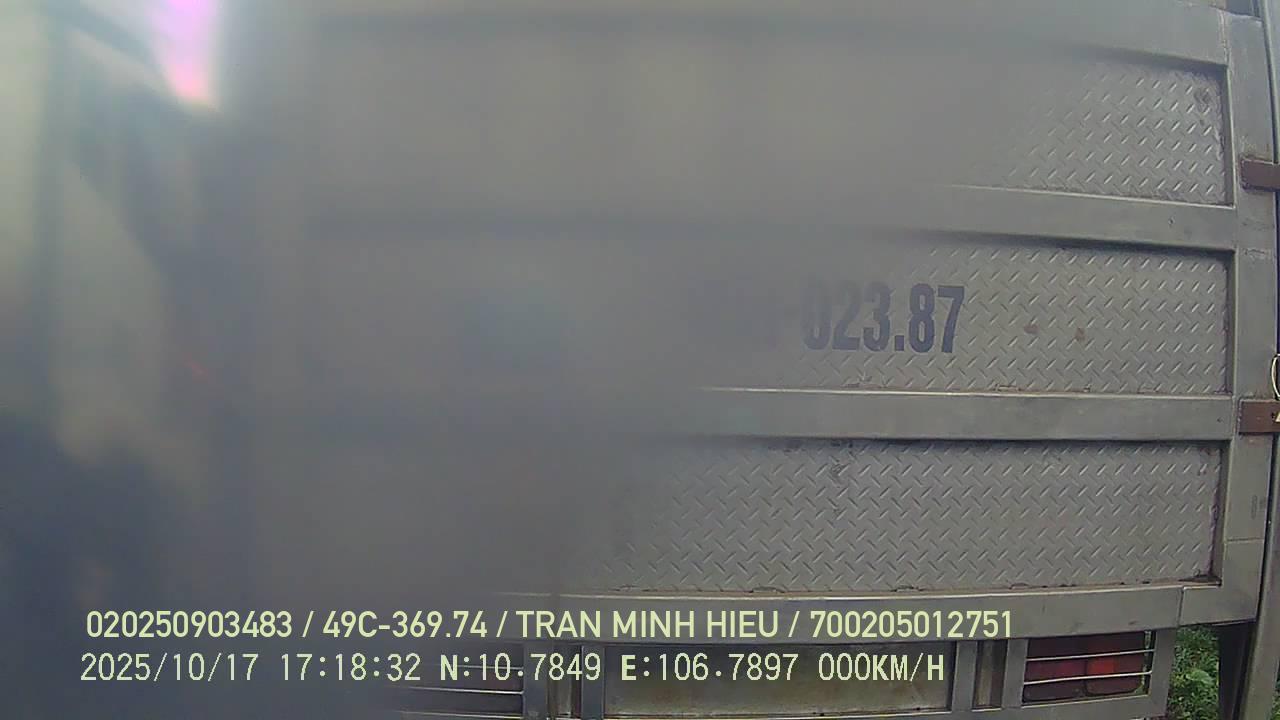 023.87
020250903483 / 49C-369.74 / TRAN MINH HIEU / 700205012751
2025/10/17 17:18:32 N:10.7849 E:106.7897 000KM/H